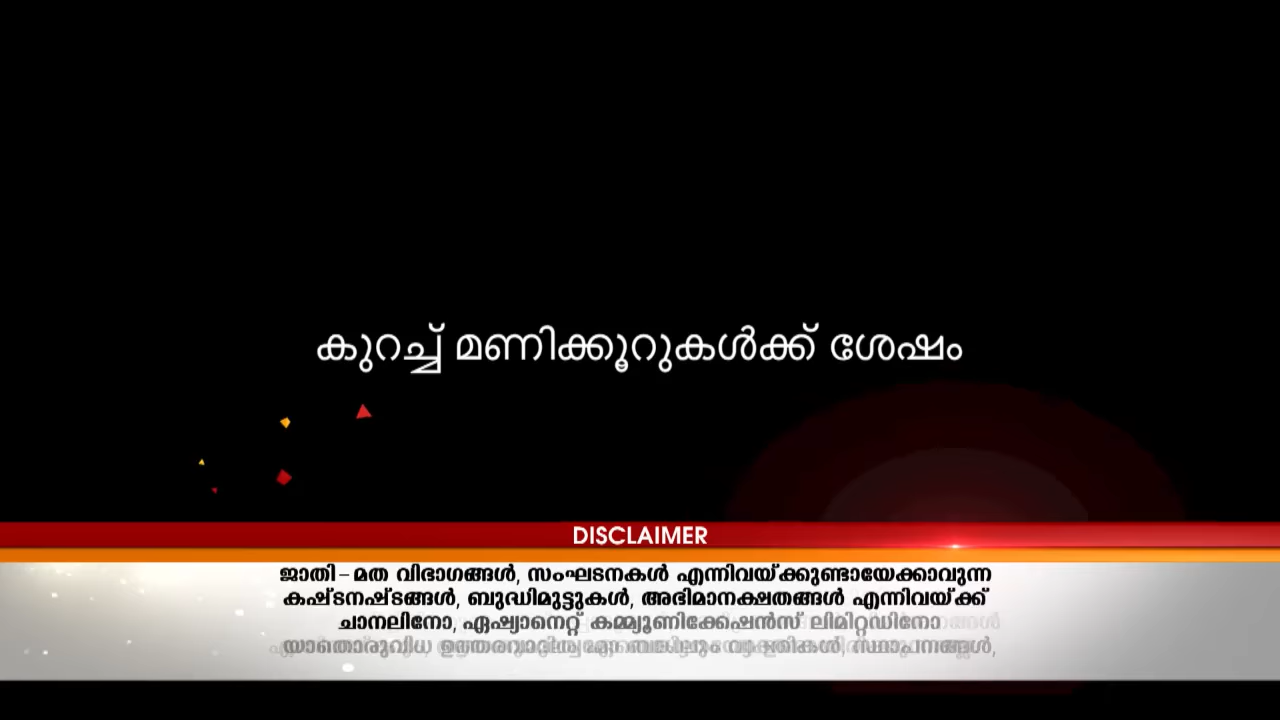 കുറച്ച് മണിക്കൂറുകൾക്ക് ശേഷം
DISCLAIMER
ജാതി – മത വിഭാഗങ്ങൾ, സംഘടനകൾ എന്നിവയ്ക്കുണ്ടായേക്കാവുന്ന
കഷ്ടനഷ്ടങ്ങൾ, ബുദ്ധിമുട്ടുകൾ, അഭിമാനക്ഷതങ്ങൾ എന്നിവയ്ക്ക്
ചാനലിനോ, ഏഷ്യാനെറ്റ് കമ്മ്യൂണിക്കേഷൻസ് ലിമിറ്റഡിനോ
യാതൊരുവിധ